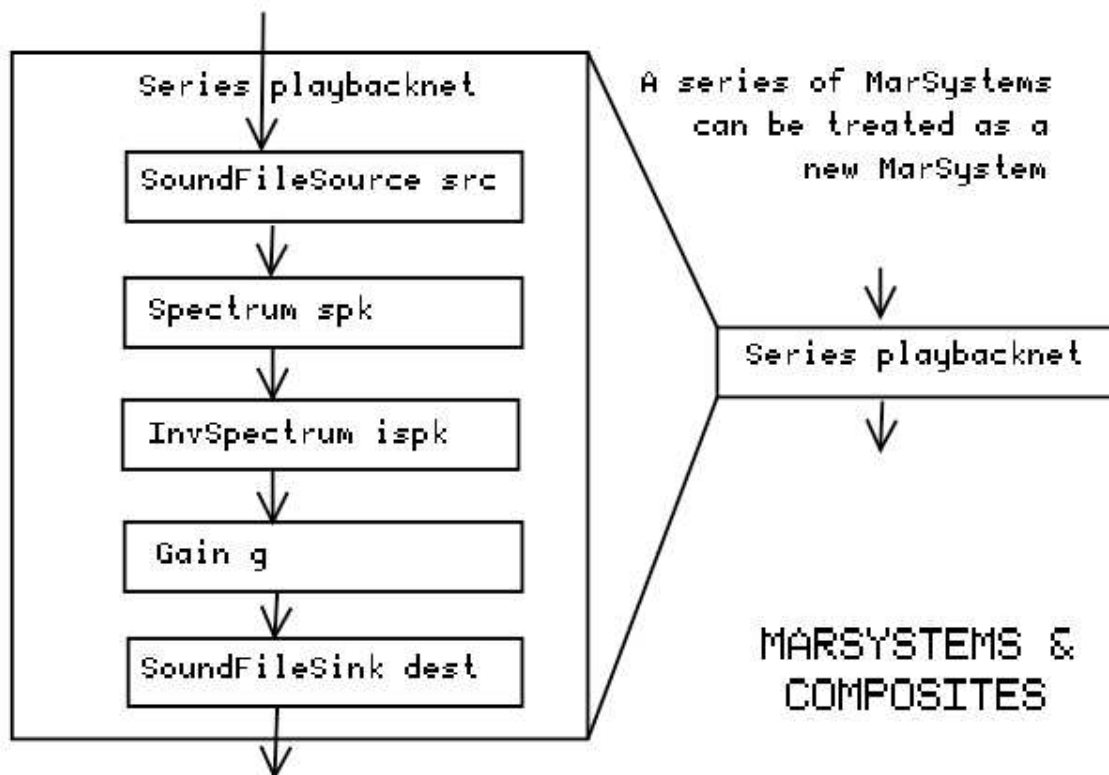 Series playbacknet
SoundFileSource src
Spectrum spk
InvSpectrum ispk
Gain g
SoundFileSink dest
A series of MarSystems
can be treated as a
new MarSystem
Series playbacknet
MARSYSTEMS &
COMPOSITES